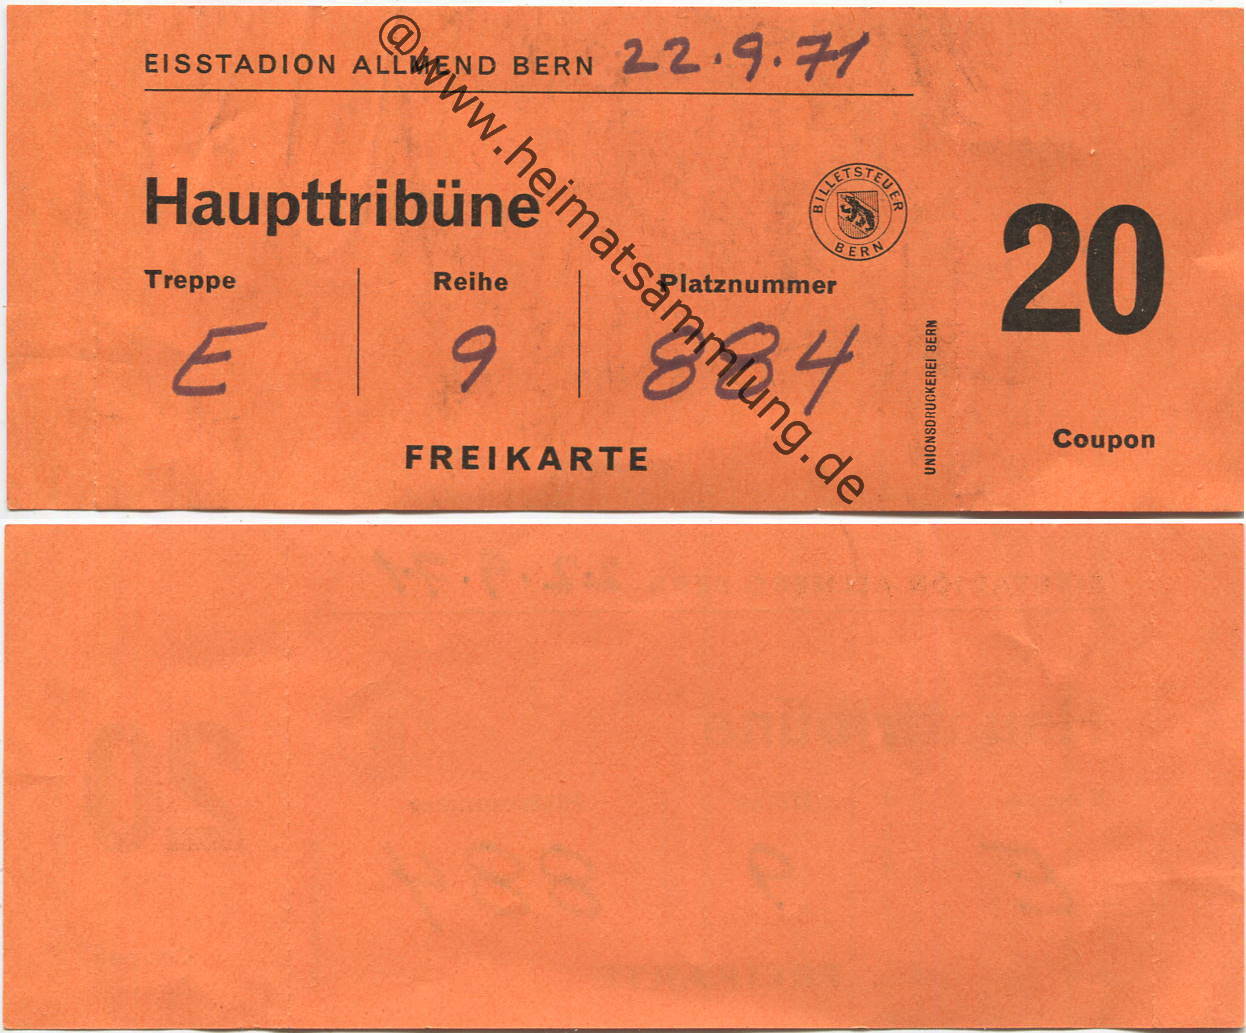 EISSTADION ALLMEND BERN 22.9.71
Haupttribüne
BILLETSTEUER
BERN
20
Treppe Reihe Platznummer
E 9 884
FREIKARTE
Coupon
UNIONSDRUCKEREI BERN
@www.heimatsammlung.de